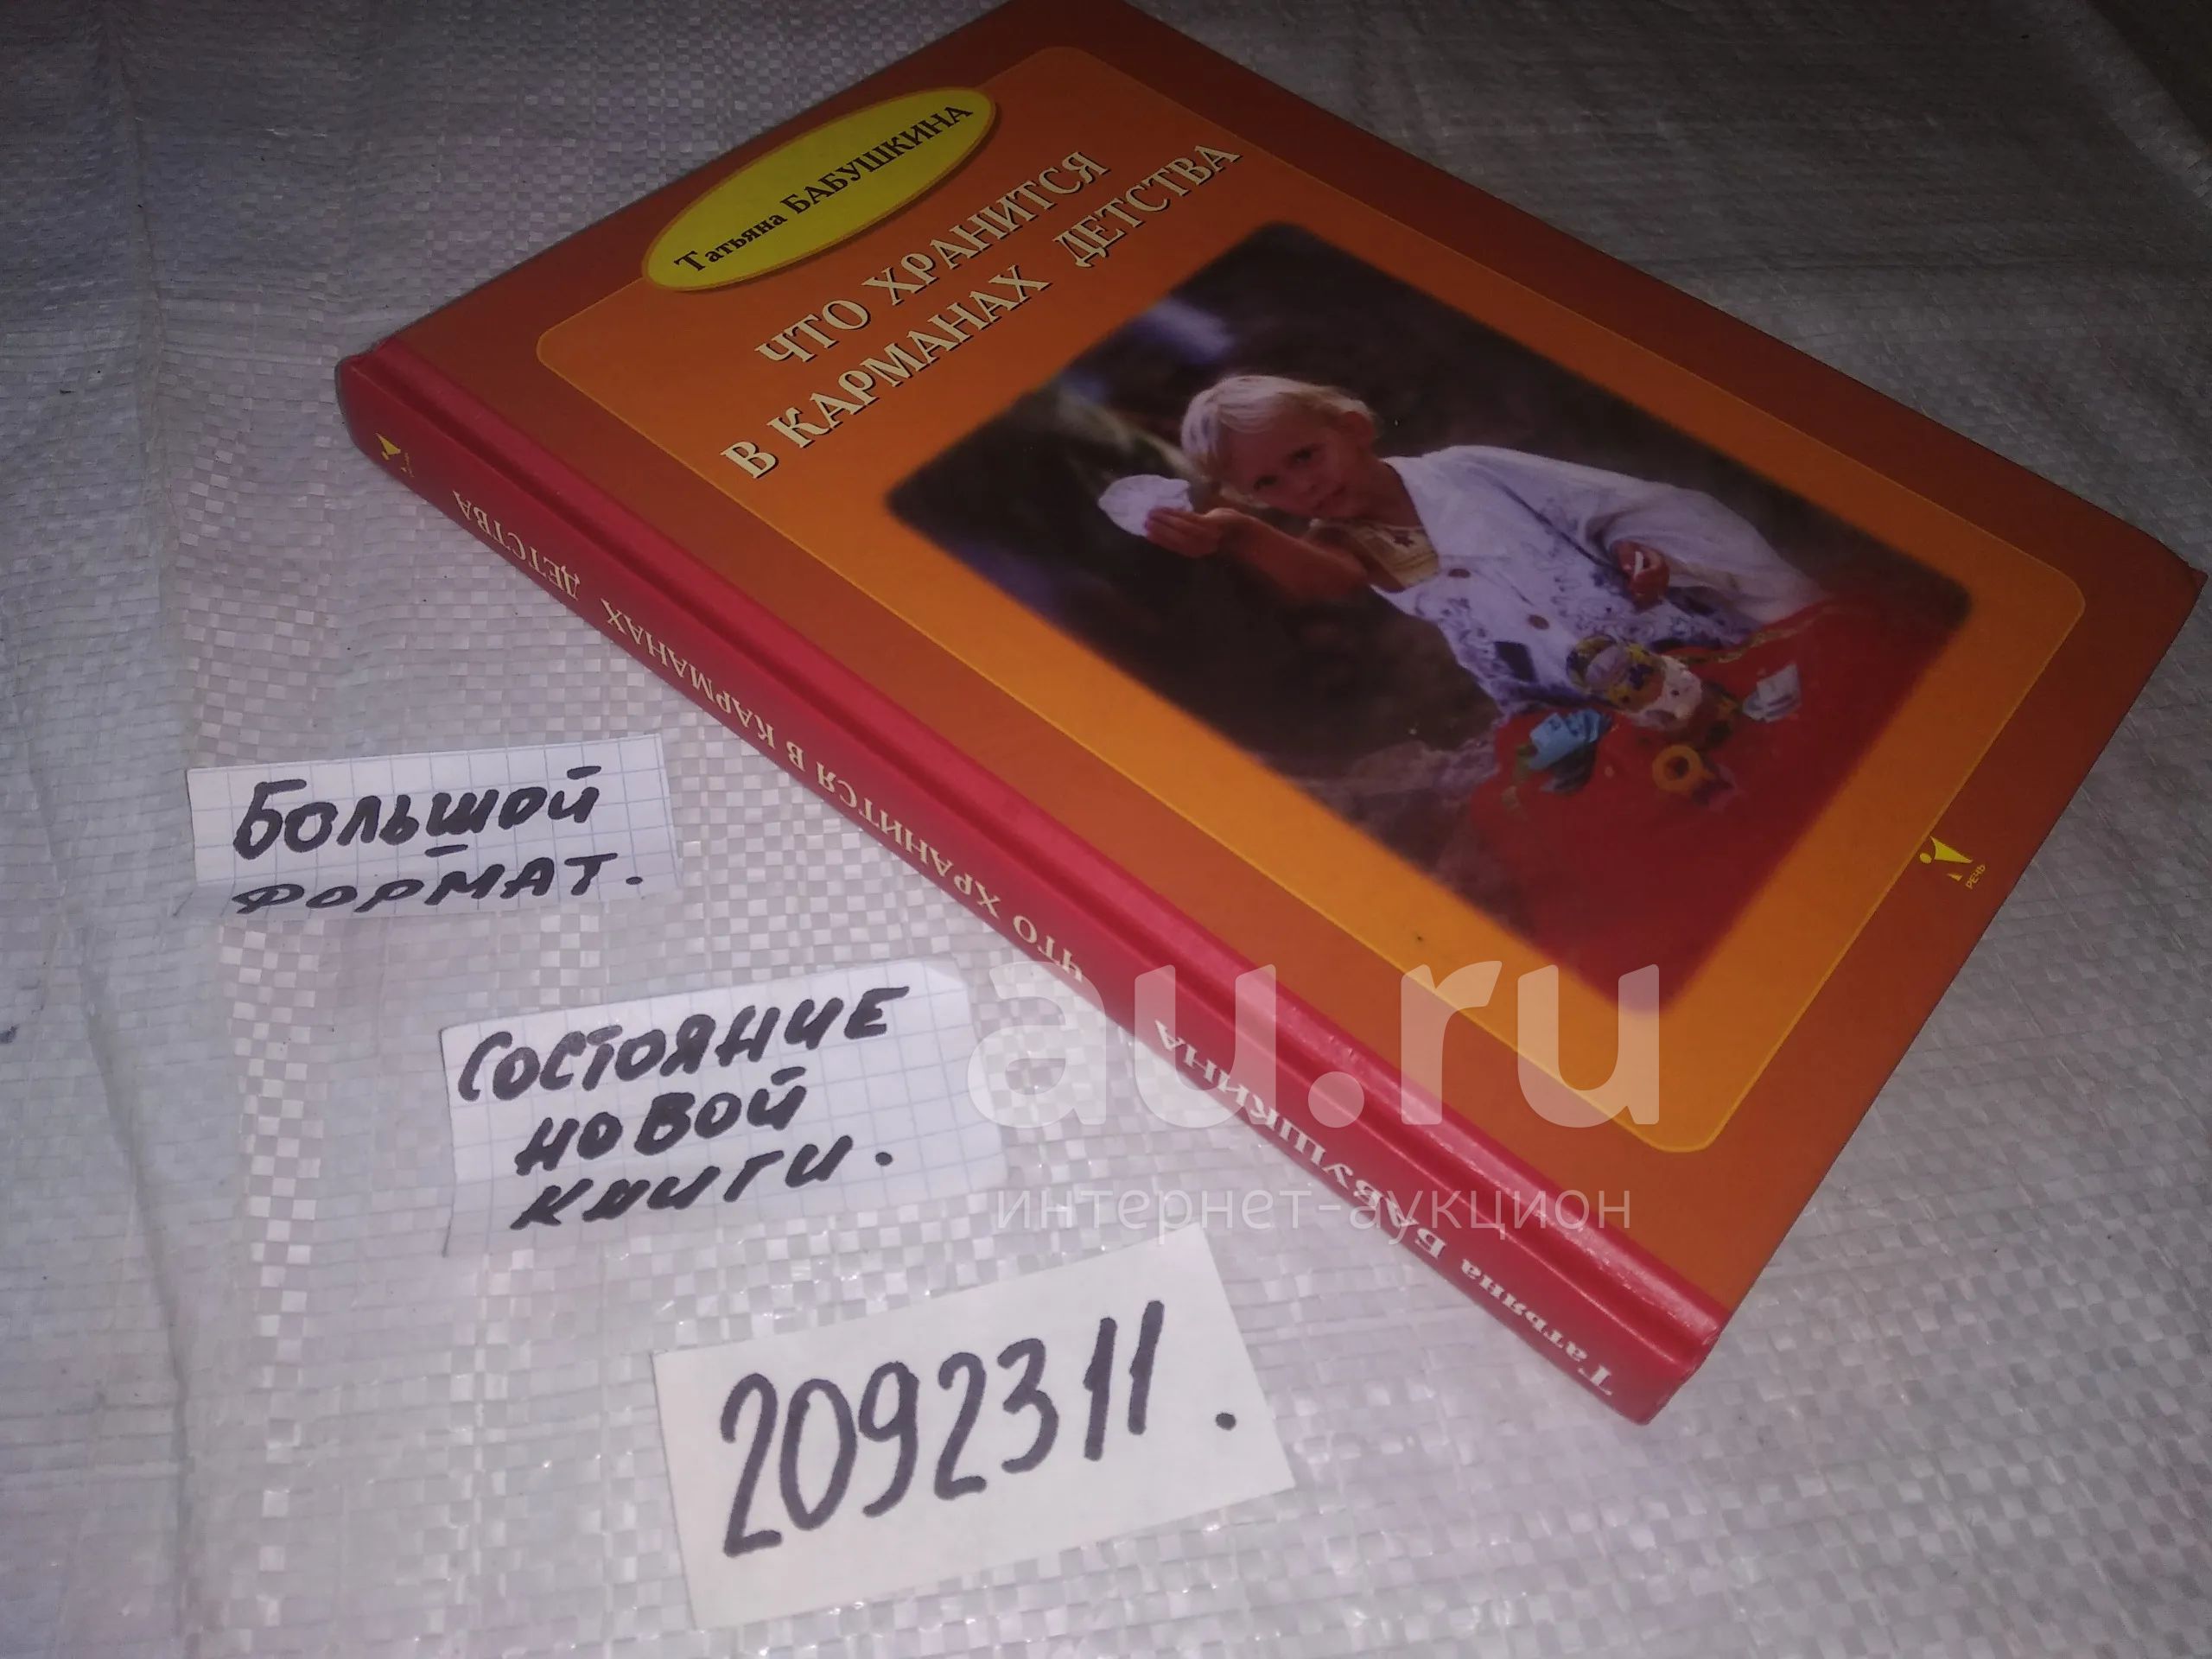 Татьяна БАБУШКИНА
ЧТО ХРАНИТСЯ
В КАРМАНАХ ДЕТСТВА
РЕЧЬ
Татьяна БАБУШКИНА ЧТО ХРАНИТСЯ В КАРМАНАХ ДЕТСТВА
БОЛЬШОЙ
ФОРМАТ.
СОСТОЯНИЕ
НОВОЙ
КНИГИ.
2092311.
au.ru
интернет-аукцион